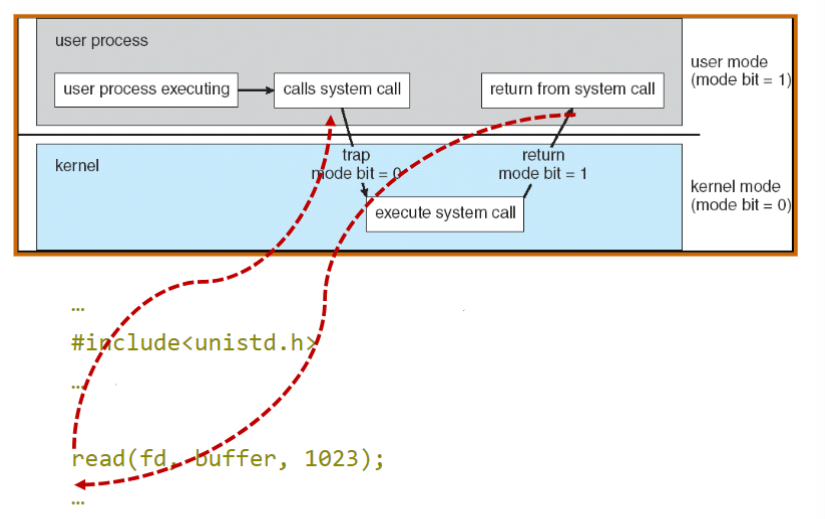 user process
user process executing
calls system call
return from system call
user mode
(mode bit = 1)
kernel
trap
mode bit = 0
return
mode bit = 1
execute system call
kernel mode
(mode bit = 0)
…
#include<unistd.h>
…
read(fd, buffer, 1023);
…